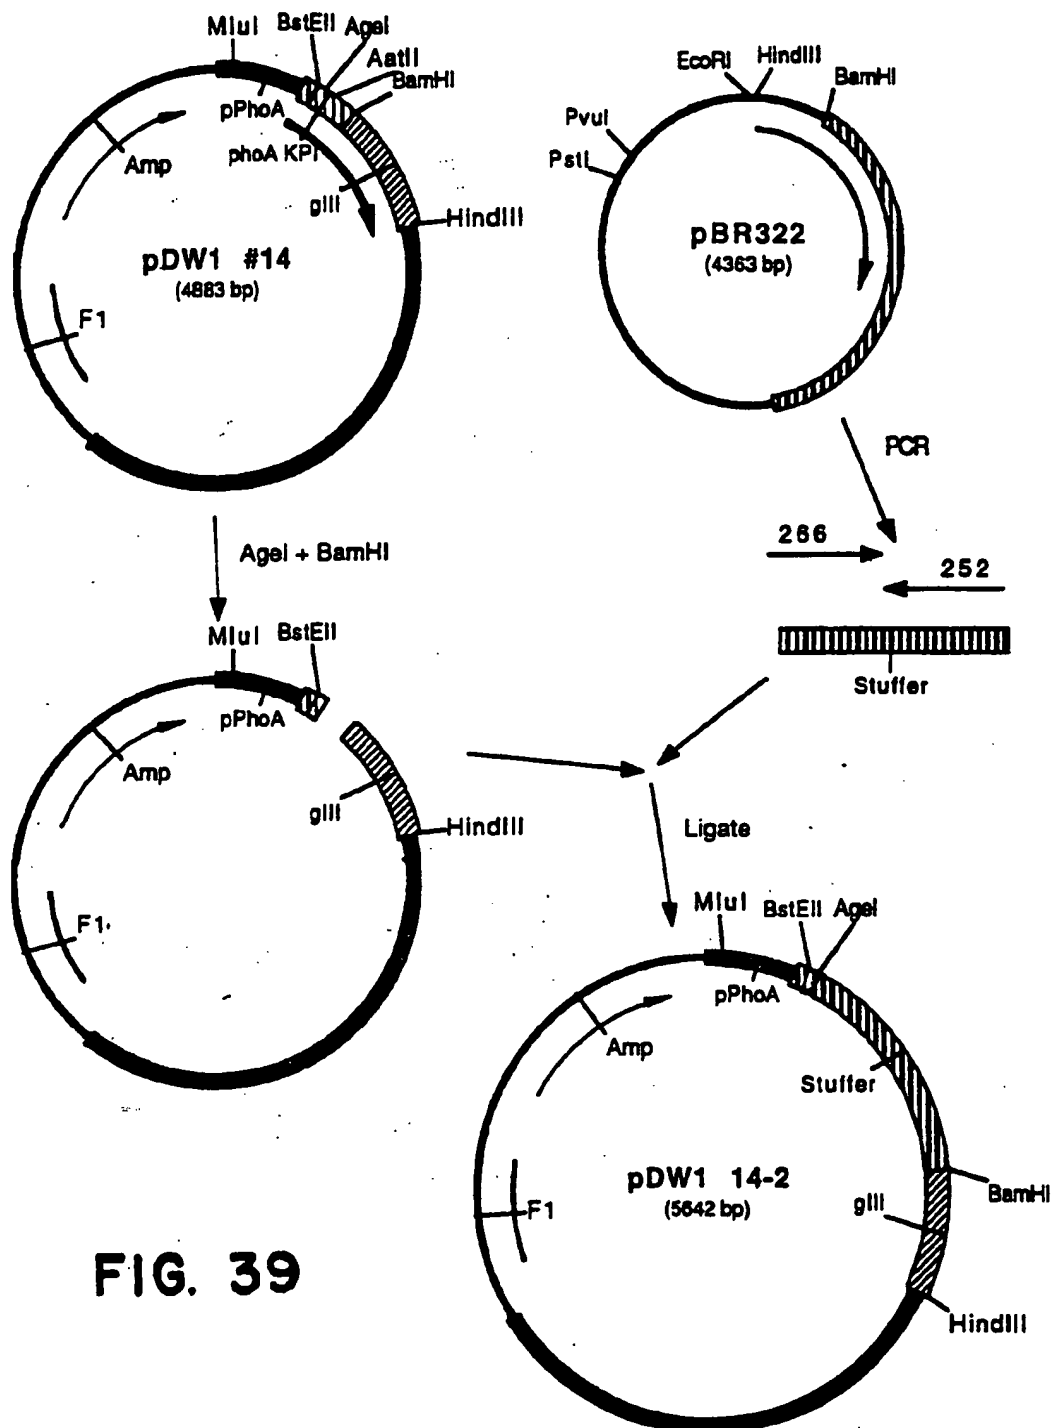 MluI
BstEII
AgeI
AatII
BamHI
pPhoA
phoA KPI
gIII
HindIII
Amp
pDW1 #14
(4883 bp)
F1
EcoRI
HindIII
BamHI
PvuI
PstI
pBR322
(4363 bp)
PCR
266
252
Stuffer
AgeI + BamHI
MluI
BstEII
pPhoA
Amp
gIII
HindIII
F1
Ligate
MluI
BstEII
AgeI
pPhoA
Amp
Stuffer
pDW1 14-2
(5642 bp)
BamHI
gIII
F1
HindIII
FIG. 39